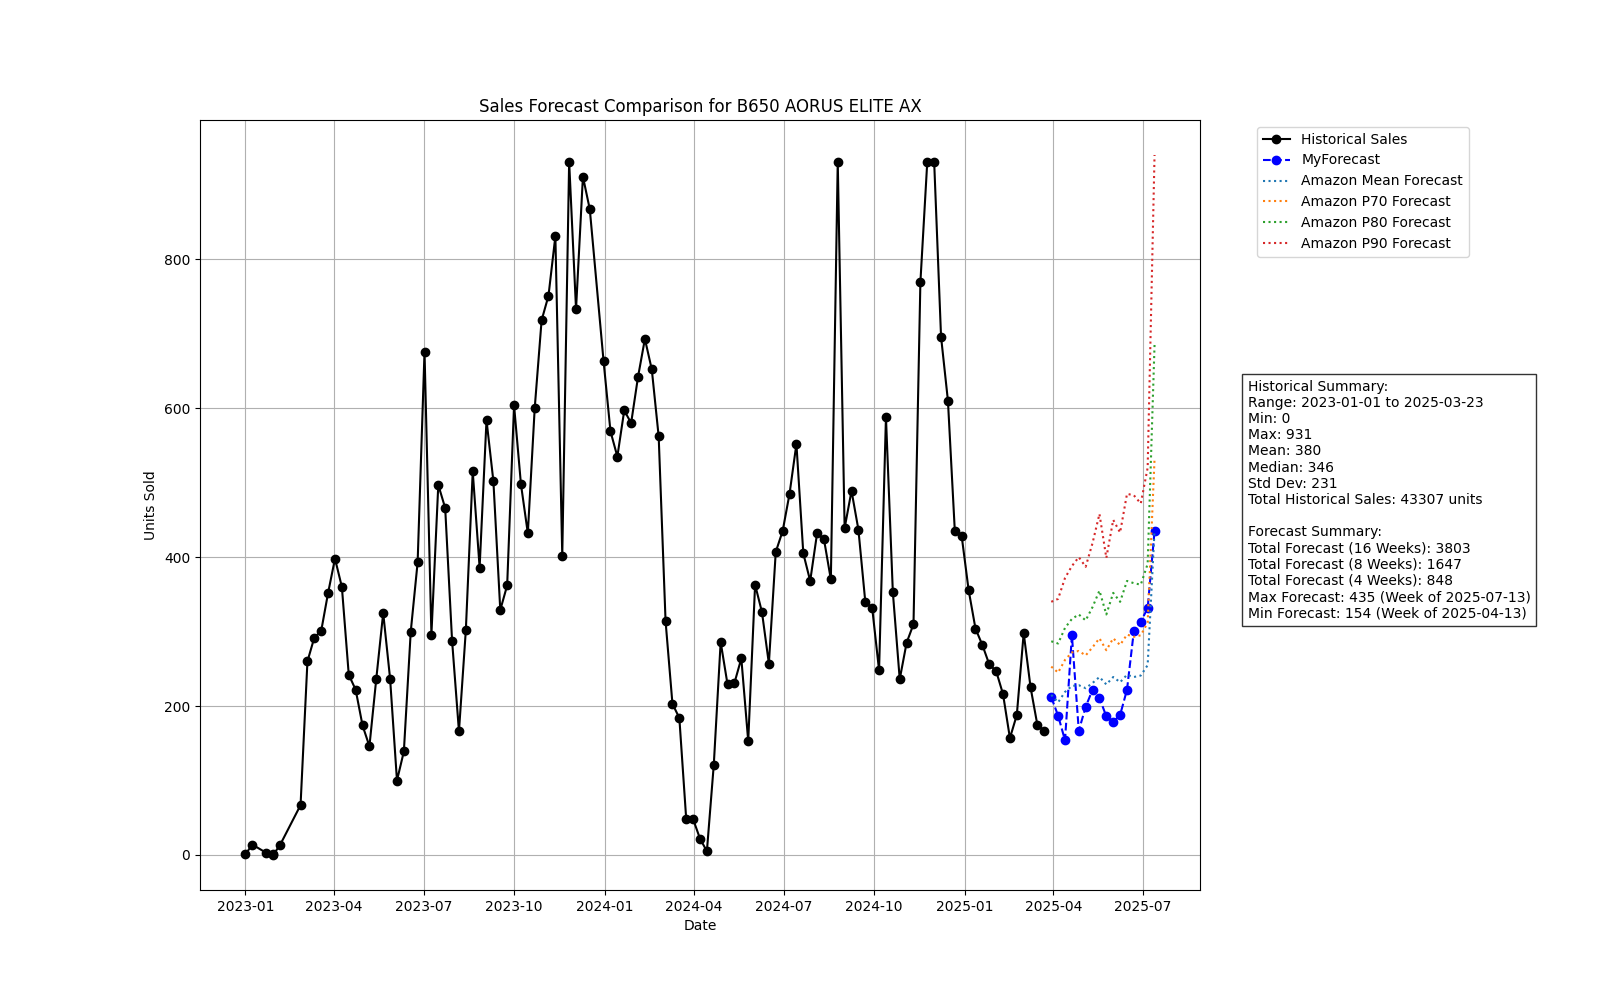 Sales Forecast Comparison for B650 AORUS ELITE AX
Historical Sales
MyForecast
Amazon Mean Forecast
Amazon P70 Forecast
Amazon P80 Forecast
Amazon P90 Forecast
800
600
400
200
0
Units Sold
2023-01 2023-04 2023-07 2023-10 2024-01 2024-04 2024-07 2024-10 2025-01 2025-04 2025-07
Date
Historical Summary:
Range: 2023-01-01 to 2025-03-23
Min: 0
Max: 931
Mean: 380
Median: 346
Std Dev: 231
Total Historical Sales: 43307 units
Forecast Summary:
Total Forecast (16 Weeks): 3803
Total Forecast (8 Weeks): 1647
Total Forecast (4 Weeks): 848
Max Forecast: 435 (Week of 2025-07-13)
Min Forecast: 154 (Week of 2025-04-13)